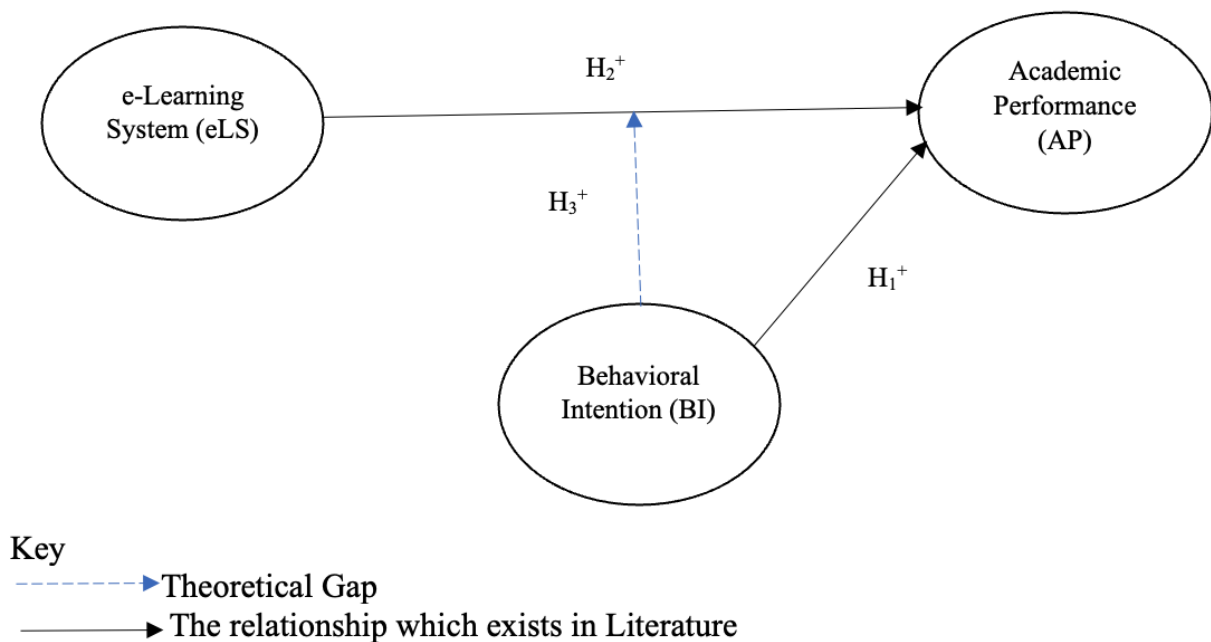 H₂⁺
e-Learning
System (eLS)
Academic
Performance
(AP)
H₃⁺
H₁⁺
Behavioral
Intention (BI)
Key
Theoretical Gap
The relationship which exists in Literature